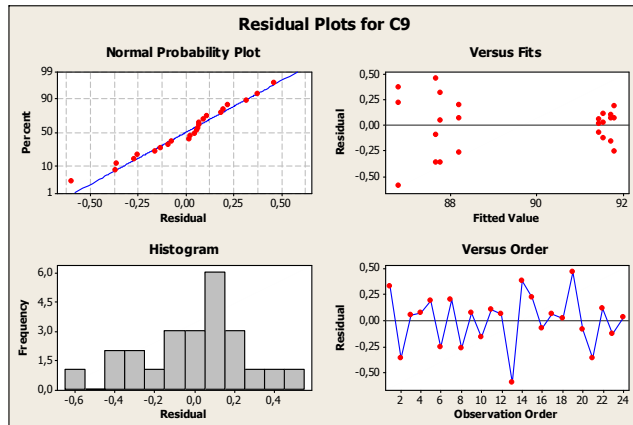 Residual Plots for C9
Normal Probability Plot
99
90
50
10
1
Percent
-0,50
-0,25
0,00
0,25
0,50
Residual
Versus Fits
0,50
0,25
0,00
-0,25
-0,50
Residual
88
90
92
Fitted Value
Histogram
6,0
4,5
3,0
1,5
0,0
Frequency
-0,6
-0,4
-0,2
0,0
0,2
0,4
Residual
Versus Order
0,50
0,25
0,00
-0,25
-0,50
Residual
2 4 6 8 10 12 14 16 18 20 22 24
Observation Order